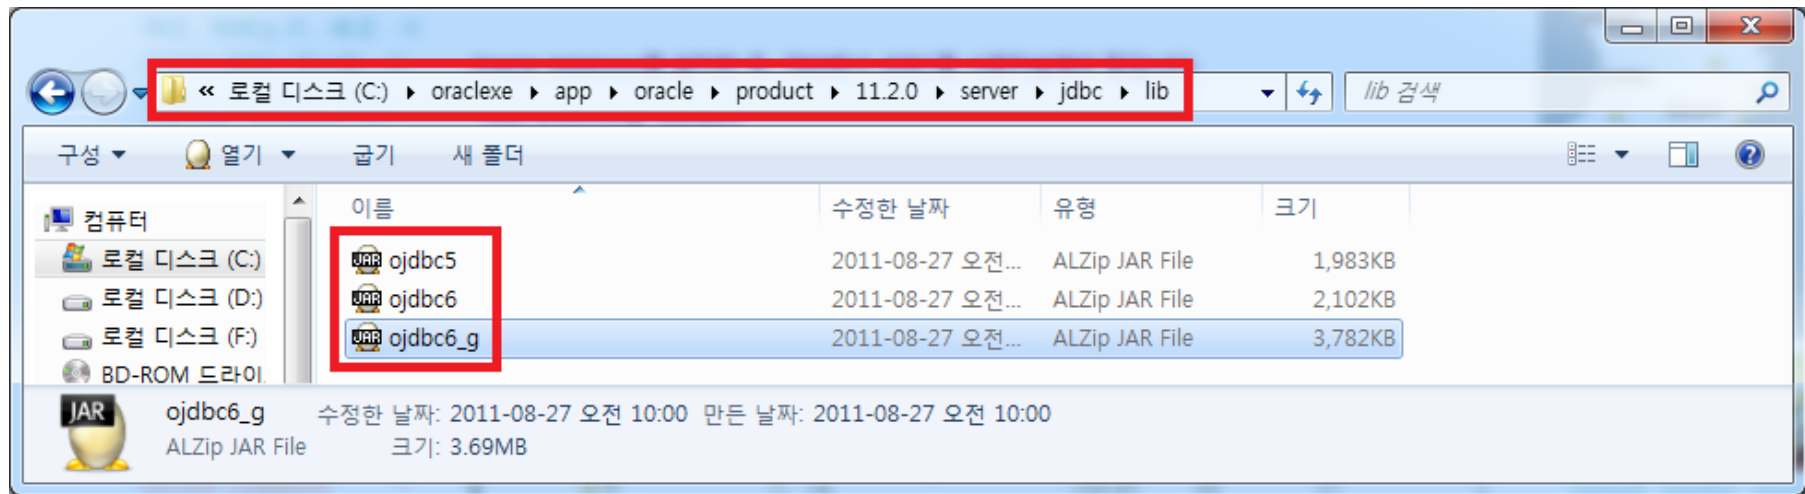 « 로컬 디스크 (C:) ▸ oraclexe ▸ app ▸ oracle ▸ product ▸ 11.2.0 ▸ server ▸ jdbc ▸ lib
lib 검색
구성 열기 굽기 새 폴더
이름 수정한 날짜 유형 크기
컴퓨터
로컬 디스크 (C:)
로컬 디스크 (D:)
로컬 디스크 (F:)
BD-ROM 드라이
JAR ojdbc5 2011-08-27 오전... ALZip JAR File 1,983KB
JAR ojdbc6 2011-08-27 오전... ALZip JAR File 2,102KB
JAR ojdbc6_g 2011-08-27 오전... ALZip JAR File 3,782KB
JAR
ojdbc6_g 수정한 날짜: 2011-08-27 오전 10:00 만든 날짜: 2011-08-27 오전 10:00
ALZip JAR File 크기: 3.69MB